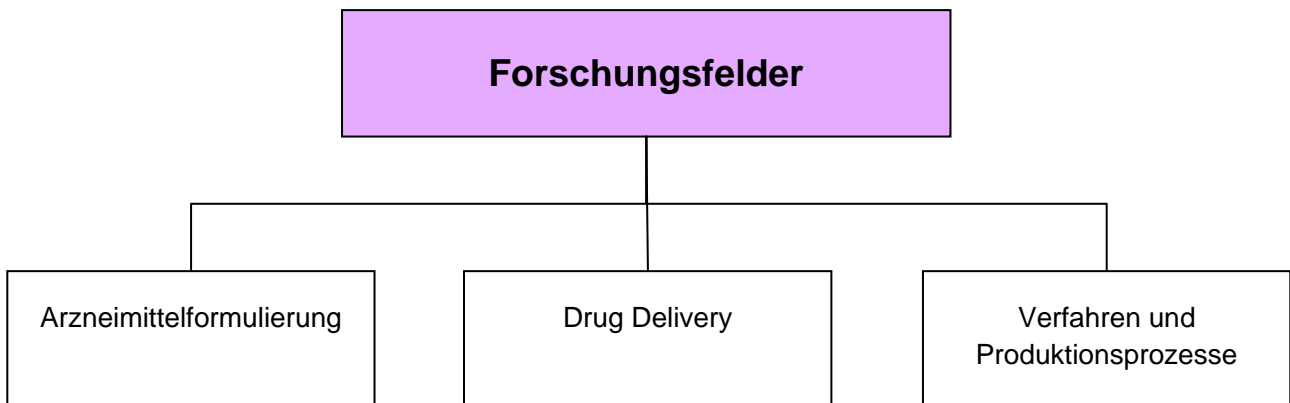 Forschungsfelder
Arzneimittelformulierung
Drug Delivery
Verfahren und
Produktionsprozesse